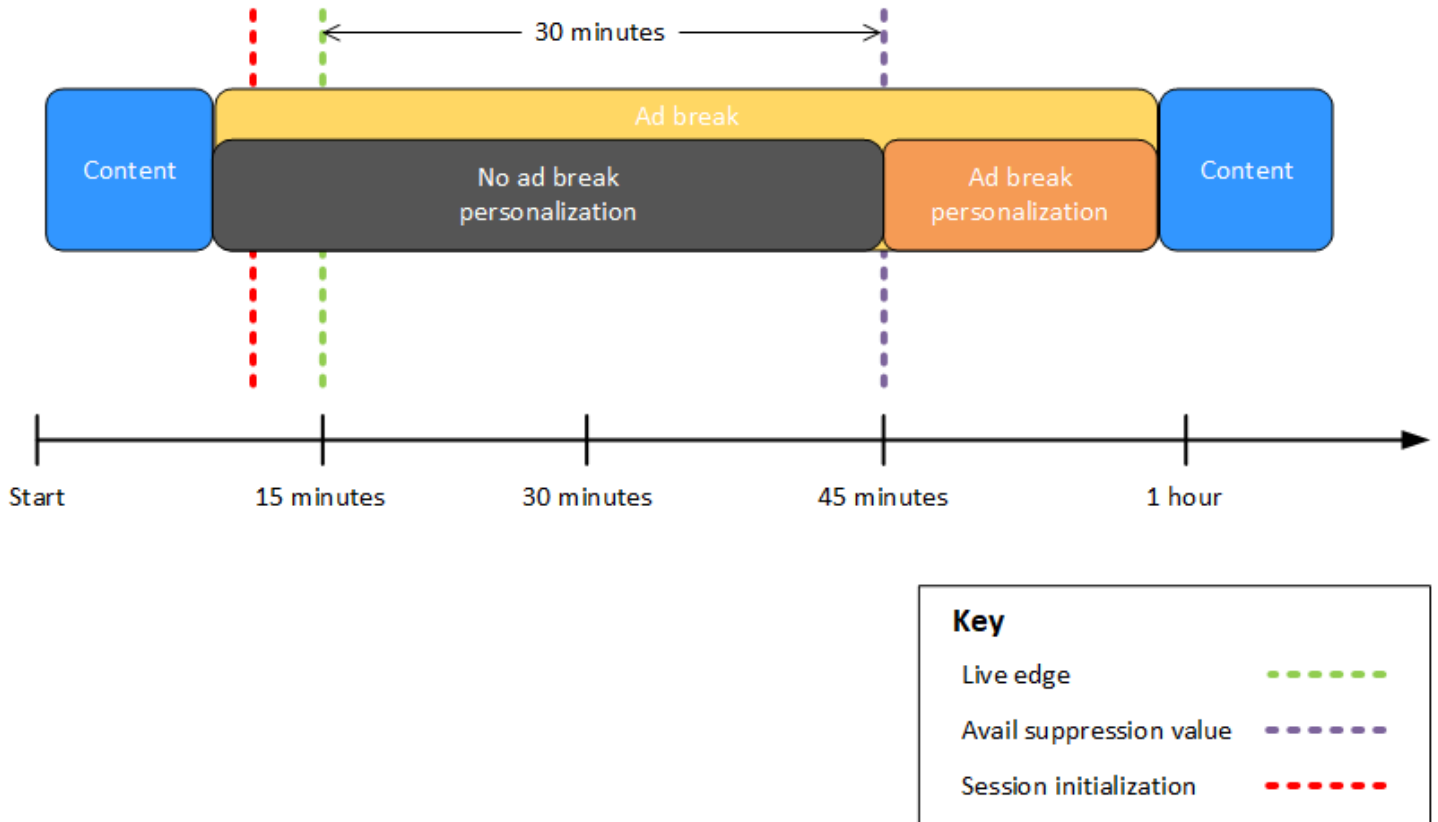 30 minutes
Ad break
Content
No ad break
personalization
Ad break
personalization
Content
Start
15 minutes
30 minutes
45 minutes
1 hour
Key
Live edge
Avail suppression value
Session initialization